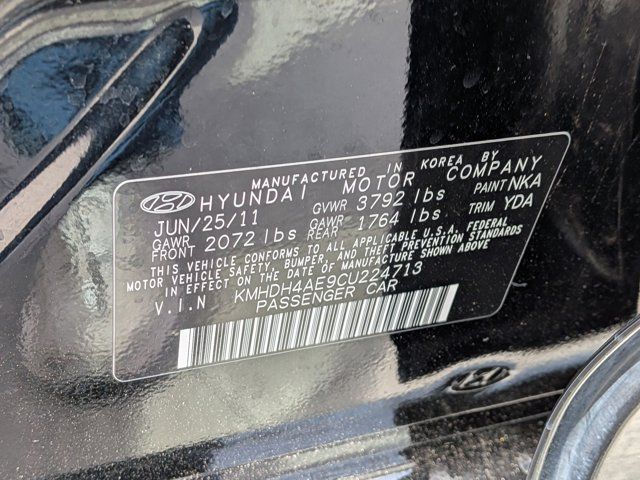 MANUFACTURED IN KOREA BY
HYUNDAI MOTOR COMPANY
JUN/25/11 GVWR 3792 lbs PAINT NKA
GAWR FRONT 2072 lbs GAWR REAR 1764 lbs TRIM YDA
THIS VEHICLE CONFORMS TO ALL APPLICABLE U.S.A. FEDERAL
MOTOR VEHICLE SAFETY, BUMPER, AND THEFT PREVENTION STANDARDS
IN EFFECT ON THE DATE OF MANUFACTURE SHOWN ABOVE
V.I.N KMHDH4AE9CU224713
PASSENGER CAR